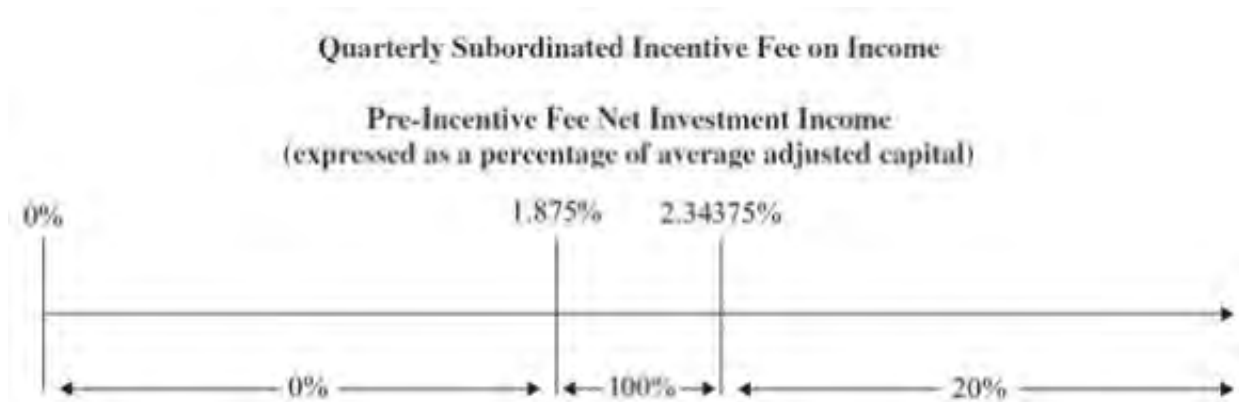 Quarterly Subordinated Incentive Fee on Income
Pre-Incentive Fee Net Investment Income
(expressed as a percentage of average adjusted capital)
0% 1.875% 2.34375%
0% 100% 20%